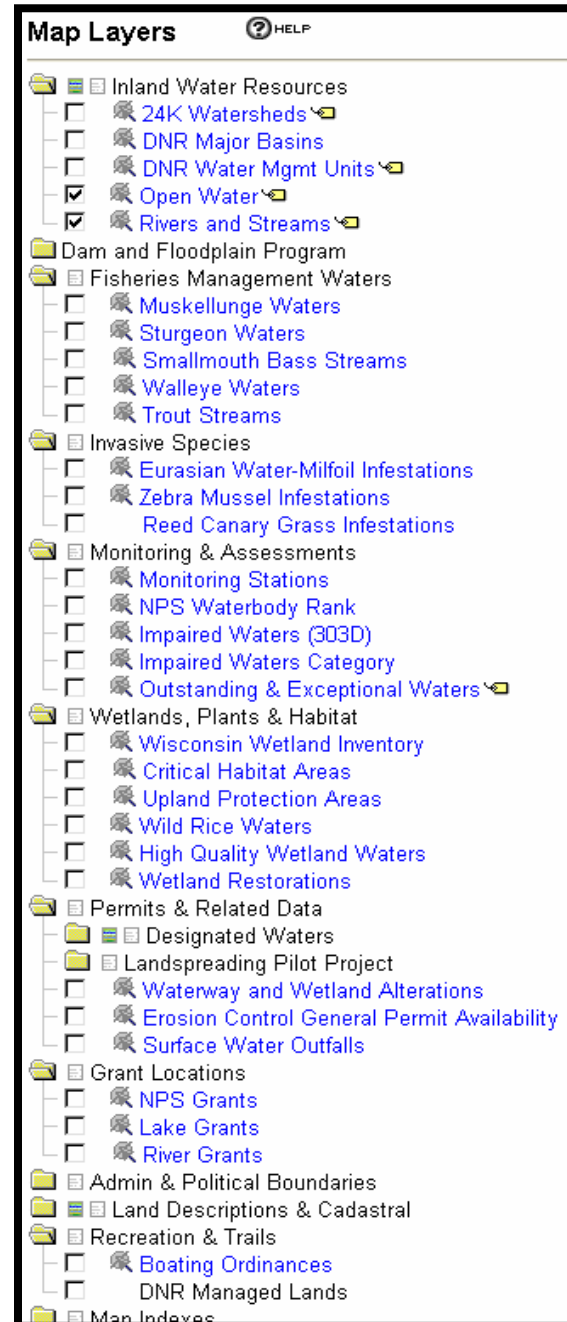 Map Layers ? HELP
Inland Water Resources
24K Watersheds
DNR Major Basins
DNR Water Mgmt Units
Open Water
Rivers and Streams
Dam and Floodplain Program
Fisheries Management Waters
Muskellunge Waters
Sturgeon Waters
Smallmouth Bass Streams
Walleye Waters
Trout Streams
Invasive Species
Eurasian Water-Milfoil Infestations
Zebra Mussel Infestations
Reed Canary Grass Infestations
Monitoring & Assessments
Monitoring Stations
NPS Waterbody Rank
Impaired Waters (303D)
Impaired Waters Category
Outstanding & Exceptional Waters
Wetlands, Plants & Habitat
Wisconsin Wetland Inventory
Critical Habitat Areas
Upland Protection Areas
Wild Rice Waters
High Quality Wetland Waters
Wetland Restorations
Permits & Related Data
Designated Waters
Landspreading Pilot Project
Waterway and Wetland Alterations
Erosion Control General Permit Availability
Surface Water Outfalls
Grant Locations
NPS Grants
Lake Grants
River Grants
Admin & Political Boundaries
Land Descriptions & Cadastral
Recreation & Trails
Boating Ordinances
DNR Managed Lands
Map Indexes